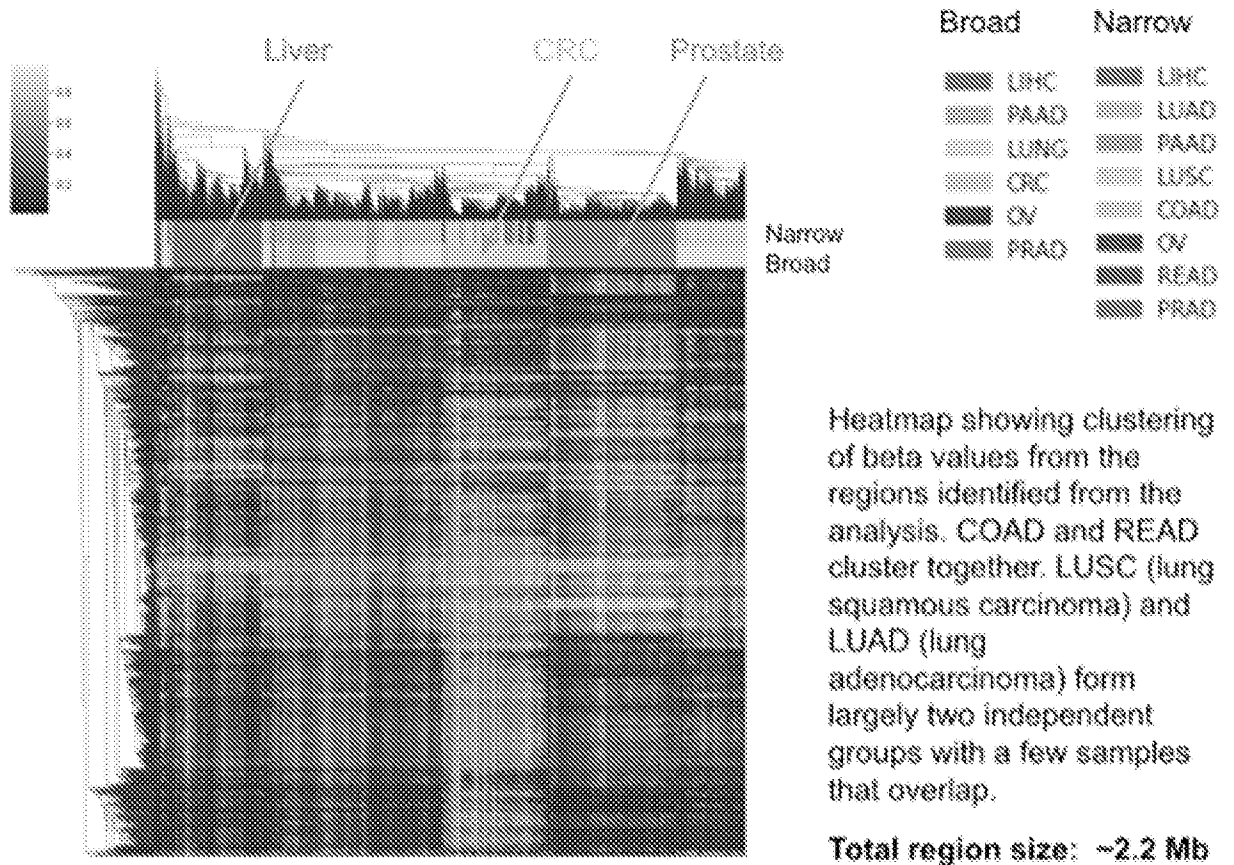 Broad Narrow
Liver CRC Prostate
LIHC
PAAD
LUNG
CRC
OV
PRAD
LIHC
LUAD
PAAD
LUSC
COAD
OV
READ
PRAD
Narrow
Broad
Heatmap showing clustering
of beta values from the
regions identified from the
analysis. COAD and READ
cluster together. LUSC (lung
squamous carcinoma) and
LUAD (lung
adenocarcinoma) form
largely two independent
groups with a few samples
that overlap.
Total region size: ~2.2 Mb